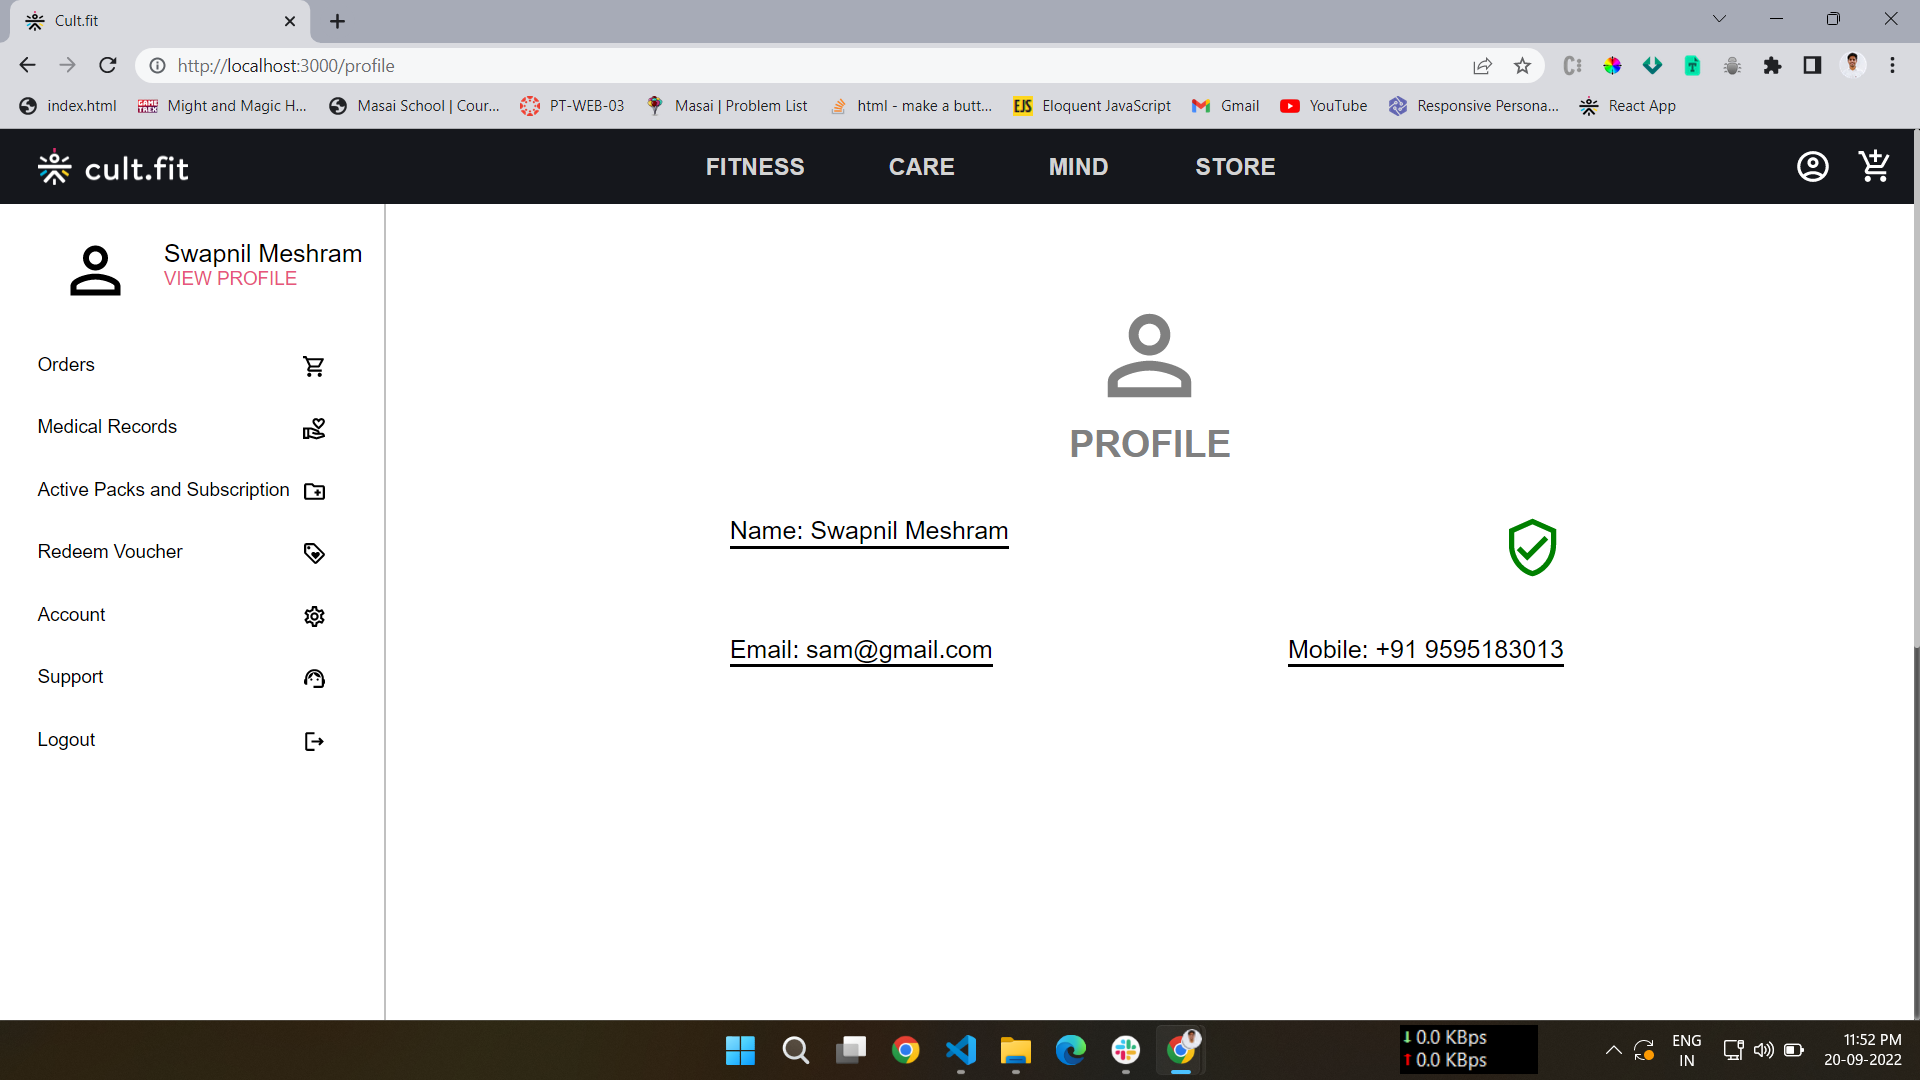 Cult.fit
http://localhost:3000/profile
index.html Might and Magic H... Masai School | Cour... PT-WEB-03 Masai | Problem List html - make a butt... EJS Eloquent JavaScript Gmail YouTube Responsive Persona... React App
cult.fit FITNESS CARE MIND STORE
Swapnil Meshram
VIEW PROFILE
Orders
Medical Records
Active Packs and Subscription
Redeem Voucher
Account
Support
Logout
PROFILE
Name: Swapnil Meshram
Email: sam@gmail.com Mobile: +91 9595183013
0.0 KBps
0.0 KBps
ENG
IN
11:52 PM
20-09-2022